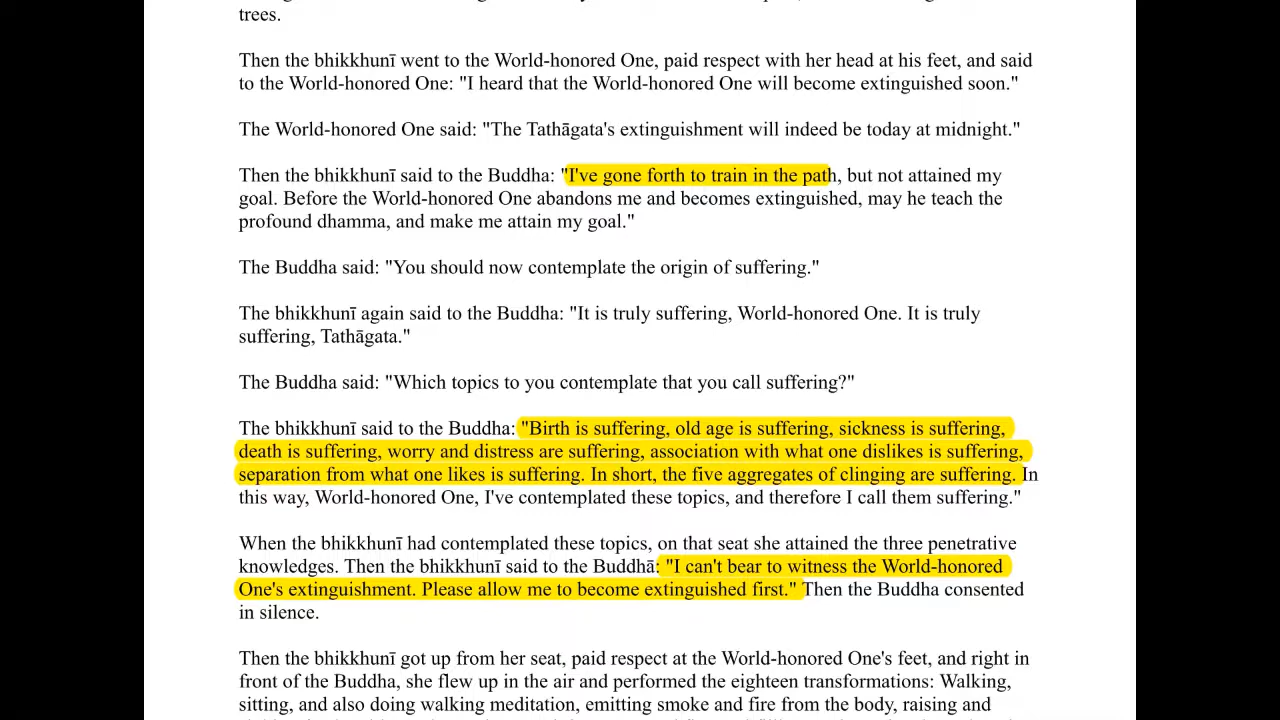 trees.
Then the bhikkhunī went to the World-honored One, paid respect with her head at his feet, and said
to the World-honored One: "I heard that the World-honored One will become extinguished soon."
The World-honored One said: "The Tathāgata's extinguishment will indeed be today at midnight."
Then the bhikkhunī said to the Buddha: "I've gone forth to train in the path, but not attained my
goal. Before the World-honored One abandons me and becomes extinguished, may he teach the
profound dhamma, and make me attain my goal."
The Buddha said: "You should now contemplate the origin of suffering."
The bhikkhunī again said to the Buddha: "It is truly suffering, World-honored One. It is truly
suffering, Tathāgata."
The Buddha said: "Which topics to you contemplate that you call suffering?"
The bhikkhunī said to the Buddha: "Birth is suffering, old age is suffering, sickness is suffering,
death is suffering, worry and distress are suffering, association with what one dislikes is suffering,
separation from what one likes is suffering. In short, the five aggregates of clinging are suffering. In
this way, World-honored One, I've contemplated these topics, and therefore I call them suffering."
When the bhikkhunī had contemplated these topics, on that seat she attained the three penetrative
knowledges. Then the bhikkhunī said to the Buddhā: "I can't bear to witness the World-honored
One's extinguishment. Please allow me to become extinguished first." Then the Buddha consented
in silence.
Then the bhikkhunī got up from her seat, paid respect at the World-honored One's feet, and right in
front of the Buddha, she flew up in the air and performed the eighteen transformations: Walking,
sitting, and also doing walking meditation, emitting smoke and fire from the body, raising and